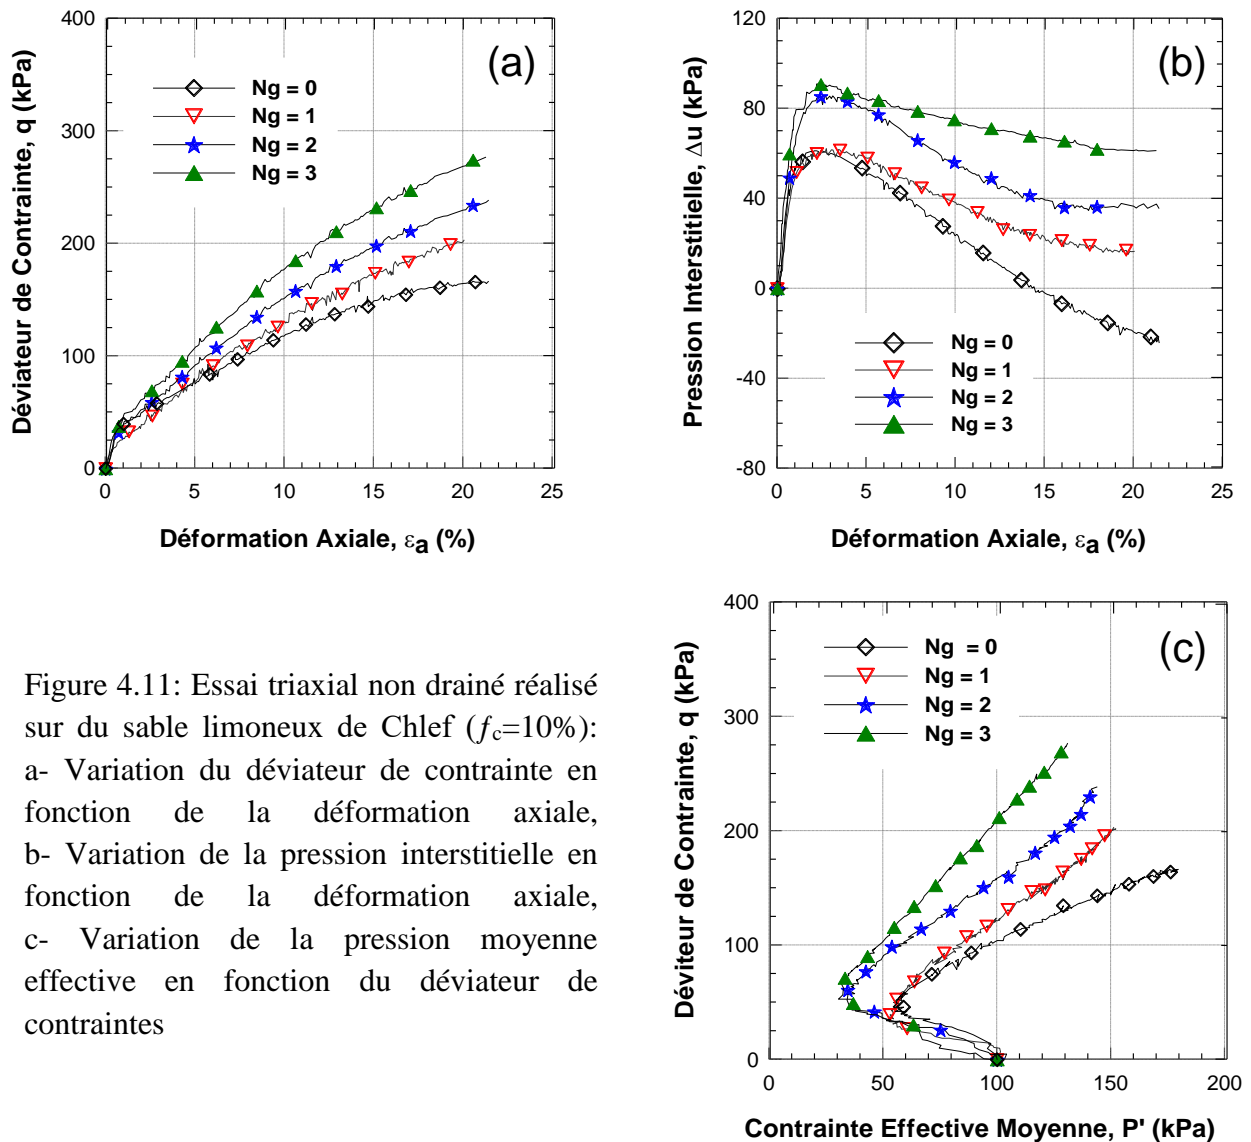 400
300
200
100
0
0
5
10
15
20
25
Déviateur de Contrainte, q (kPa)
Déformation Axiale, εa (%)
(a)
Ng = 0
Ng = 1
Ng = 2
Ng = 3
120
80
40
0
-40
-80
0
5
10
15
20
25
Pression Interstitielle, Δu (kPa)
Déformation Axiale, εa (%)
(b)
Ng = 0
Ng = 1
Ng = 2
Ng = 3
Figure 4.11: Essai triaxial non drainé réalisé
sur du sable limoneux de Chlef (fc=10%):
a- Variation du déviateur de contrainte en
fonction de la déformation axiale,
b- Variation de la pression interstitielle en
fonction de la déformation axiale,
c- Variation de la pression moyenne
effective en fonction du déviateur de
contraintes
400
300
200
100
0
0
50
100
150
200
Déviteur de Contrainte, q (kPa)
Contrainte Effective Moyenne, P' (kPa)
(c)
Ng = 0
Ng = 1
Ng = 2
Ng = 3